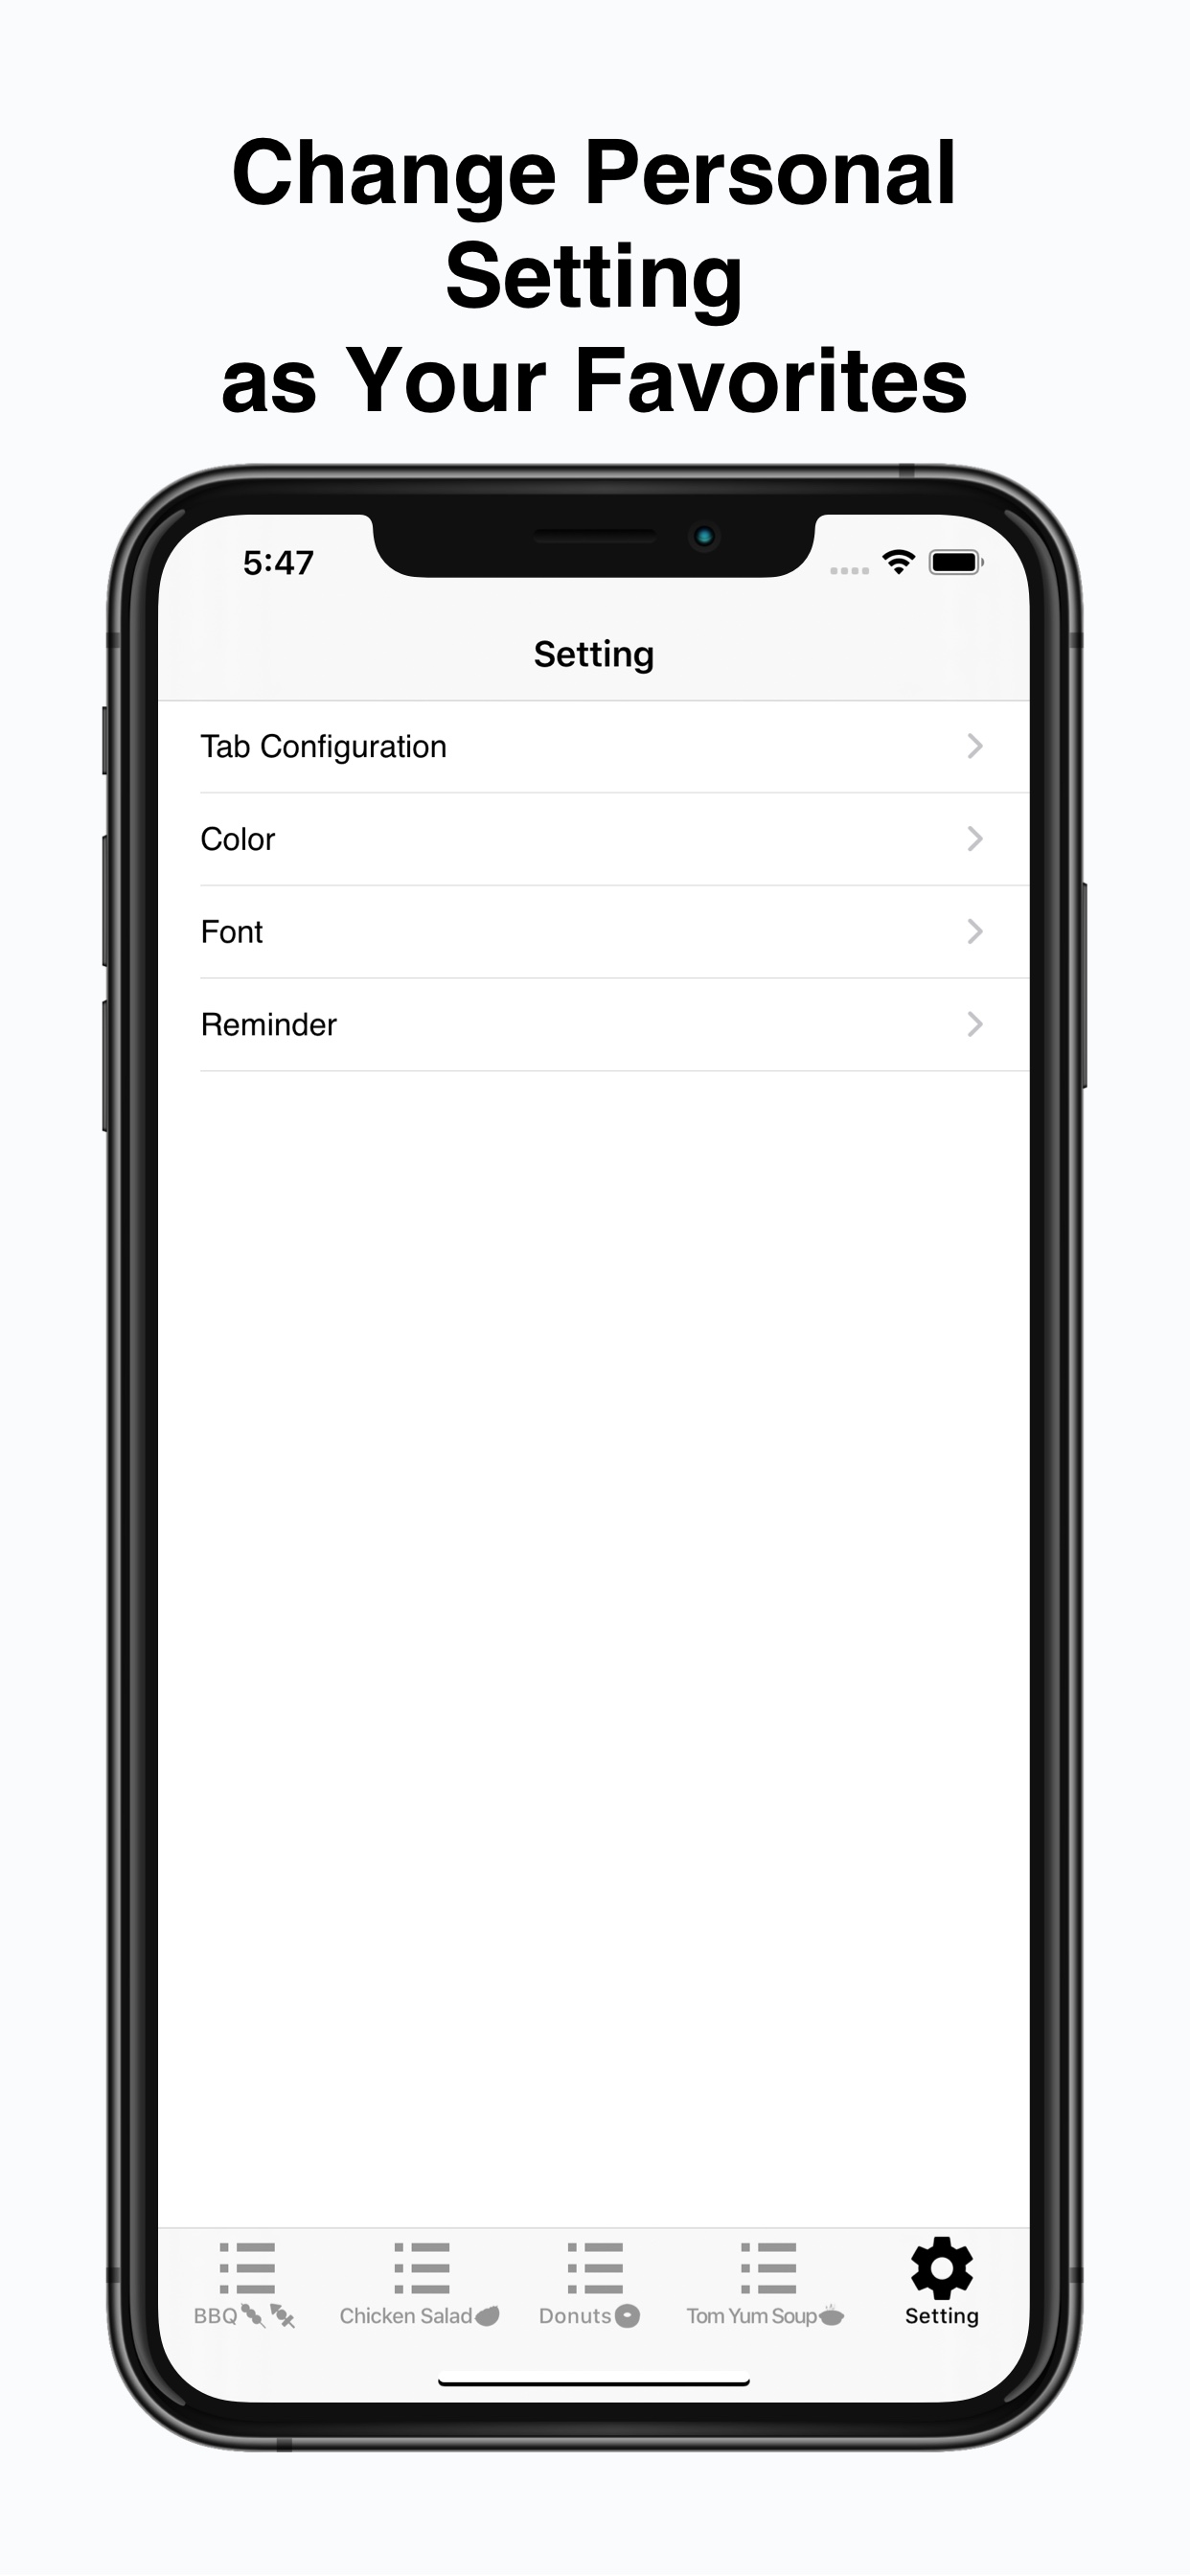 Change Personal
Setting
as Your Favorites
5:47
Setting
Tab Configuration
Color
Font
Reminder
BBQ
Chicken Salad
Donuts
Tom Yum Soup
Setting